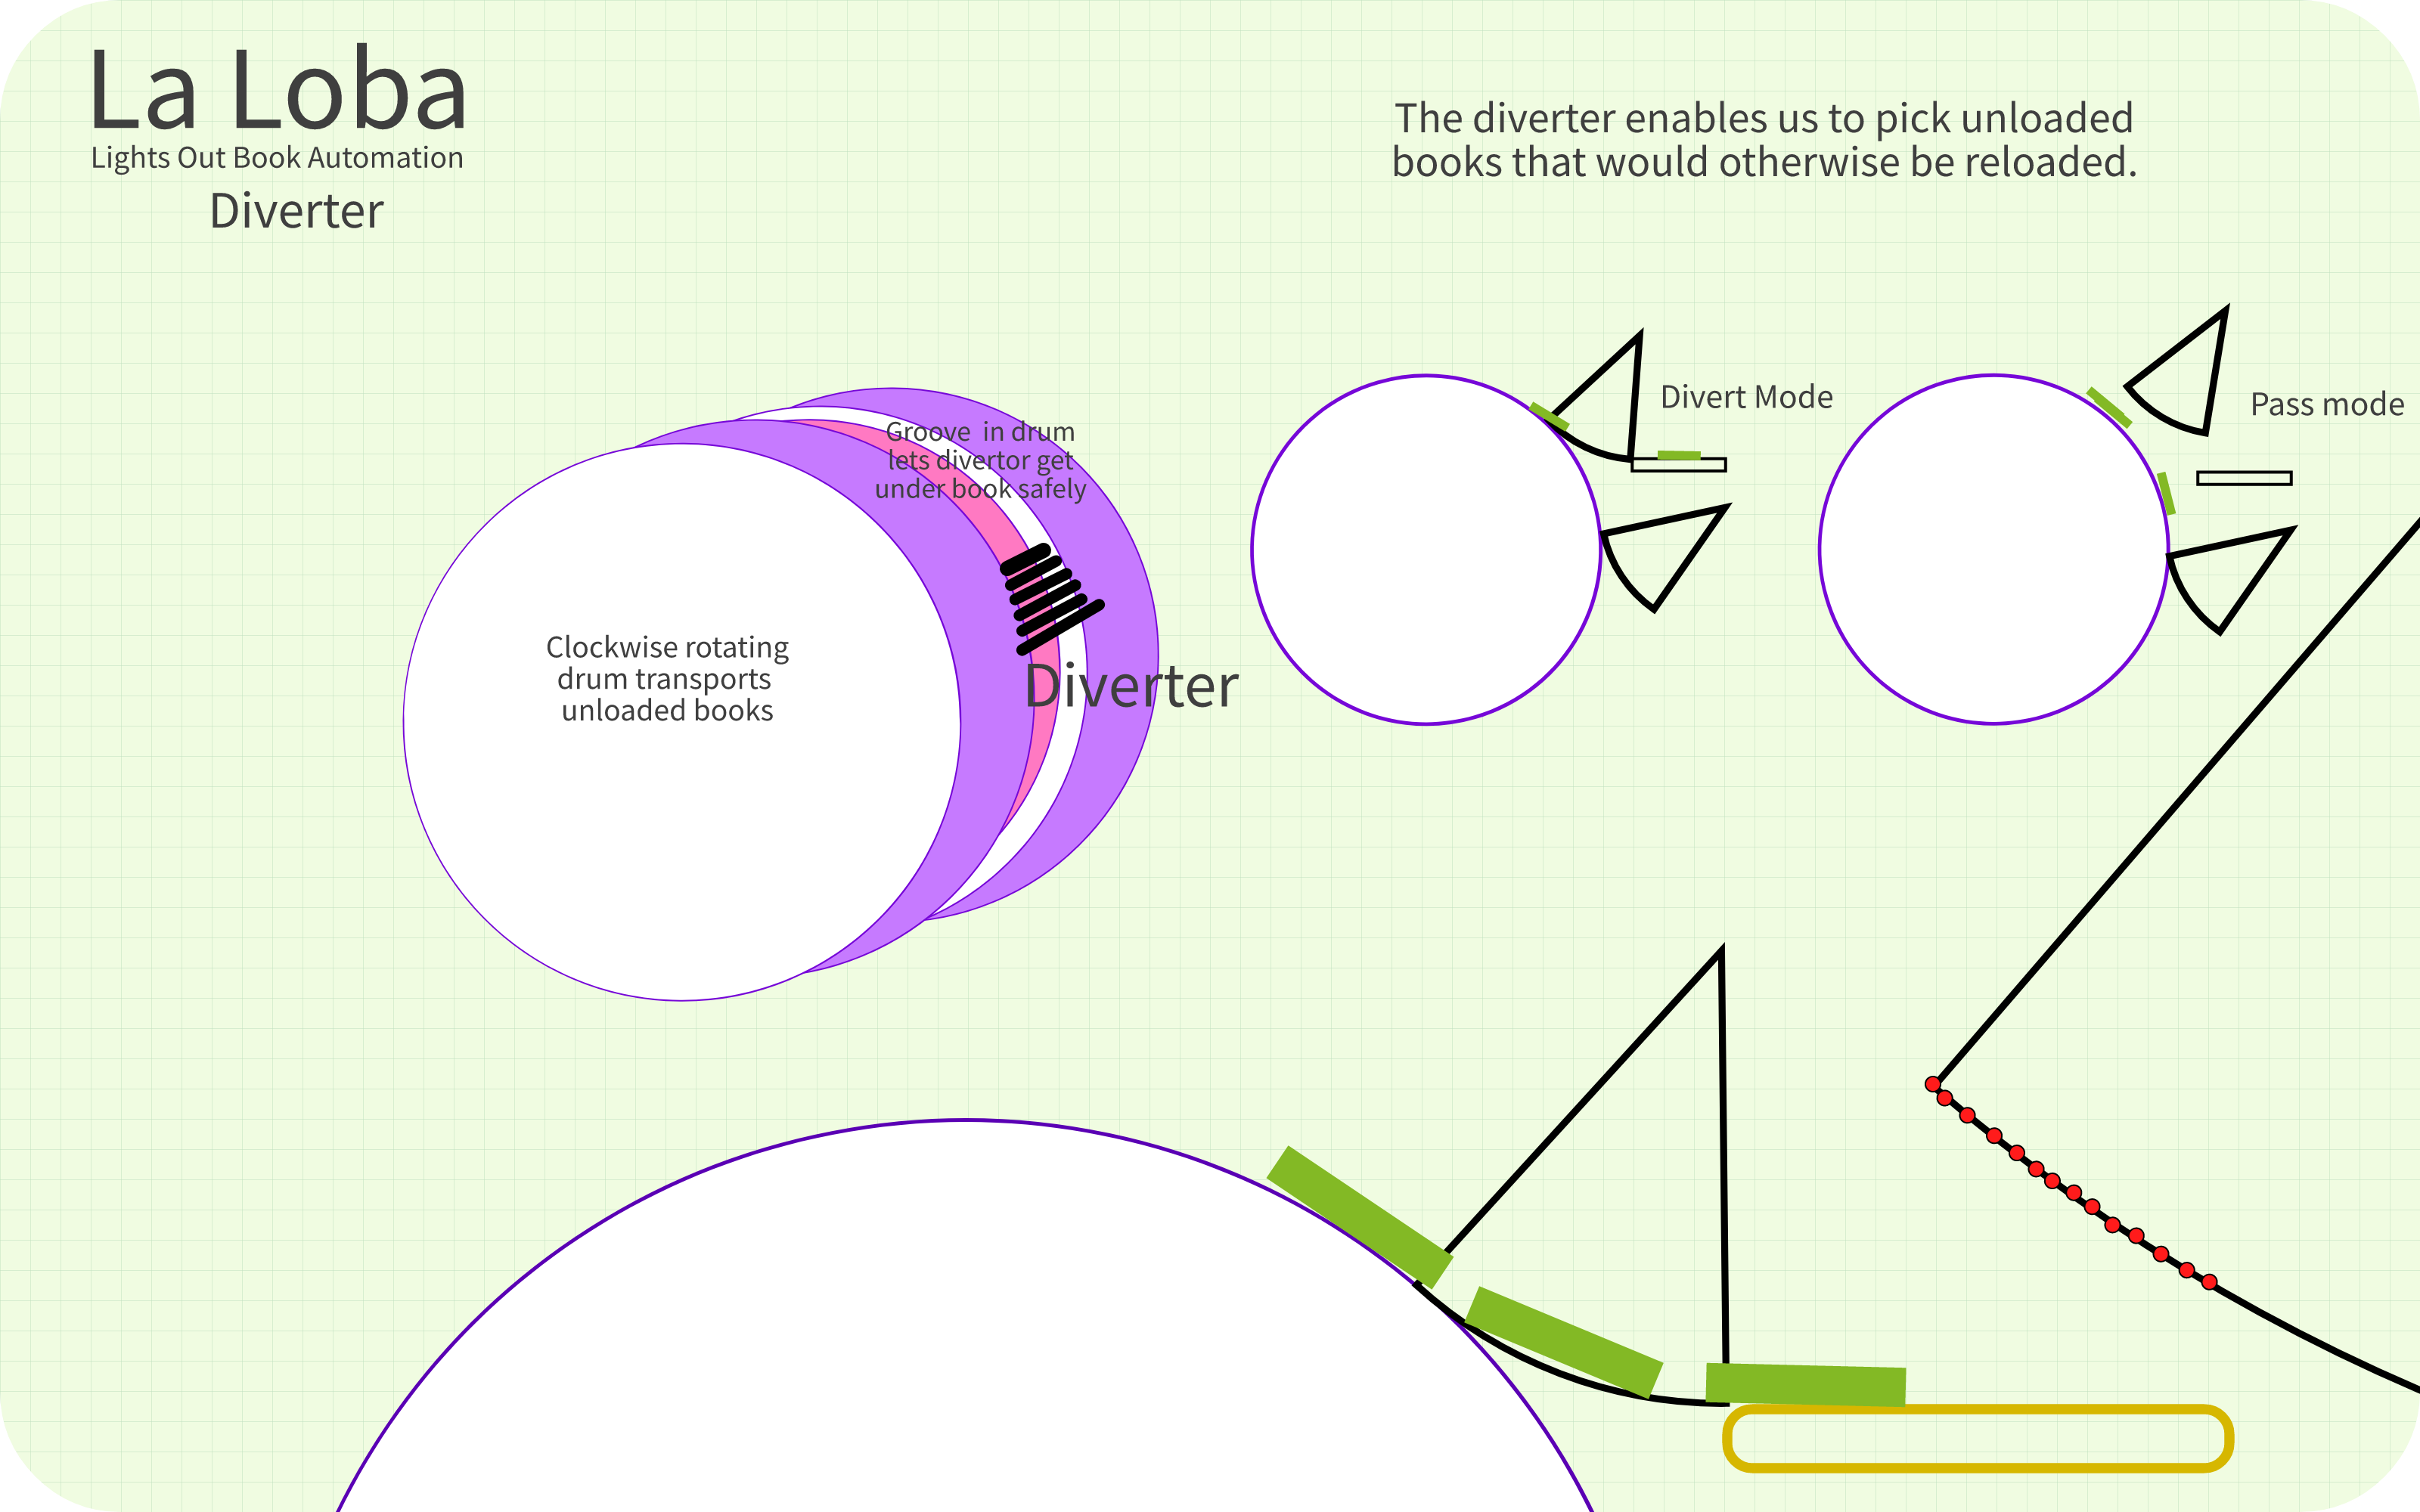 La Loba
Lights Out Book Automation
Diverter
The diverter enables us to pick unloaded
books that would otherwise be reloaded.
Divert Mode
Pass mode
Groove  in drum
lets divertor get
under book safely
Clockwise rotating
drum transports
unloaded books
Diverter